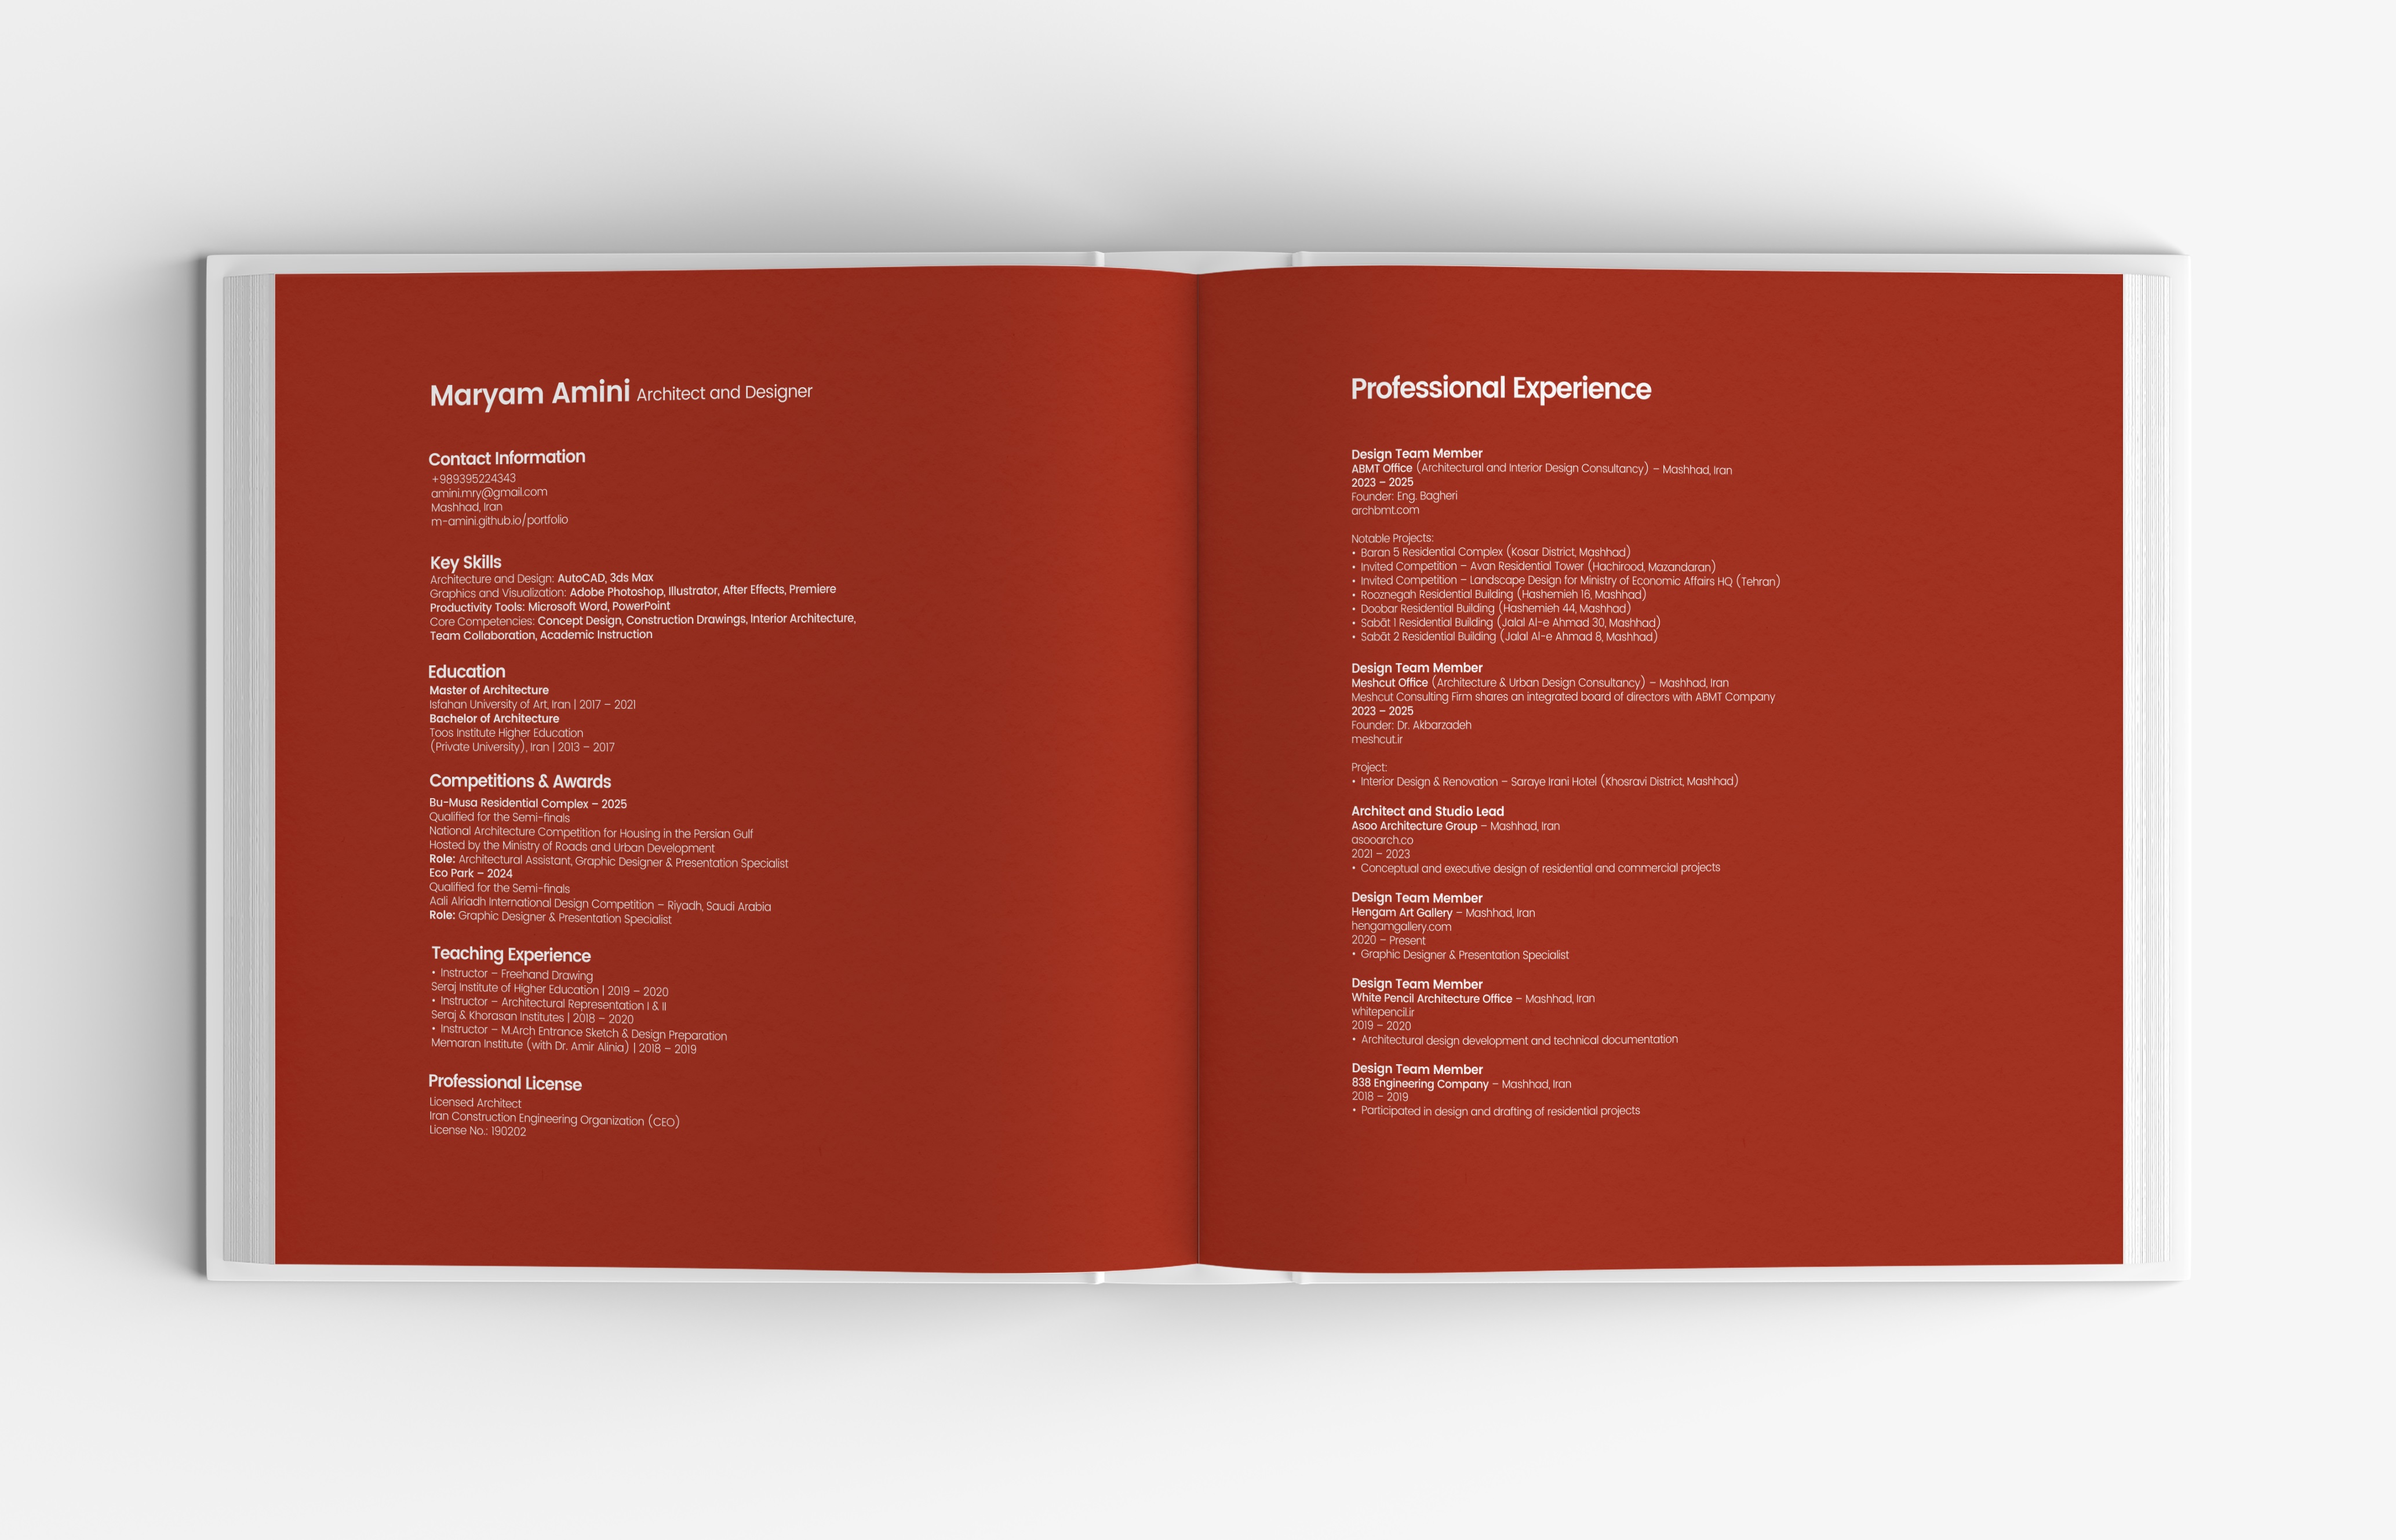 Maryam Amini Architect and Designer
Contact Information
+989395224343
amini.mry@gmail.com
Mashhad, Iran
m-amini.github.io/portfolio
Key Skills
Architecture and Design: AutoCAD, 3ds Max
Graphics and Visualization: Adobe Photoshop, Illustrator, After Effects, Premiere
Productivity Tools: Microsoft Word, PowerPoint
Core Competencies: Concept Design, Construction Drawings, Interior Architecture,
Team Collaboration, Academic Instruction
Education
Master of Architecture
Isfahan University of Art, Iran | 2017 – 2021
Bachelor of Architecture
Toos Institute Higher Education
(Private University), Iran | 2013 – 2017
Competitions & Awards
Bu-Musa Residential Complex – 2025
Qualified for the Semi-finals
National Architecture Competition for Housing in the Persian Gulf
Hosted by the Ministry of Roads and Urban Development
Role: Architectural Assistant, Graphic Designer & Presentation Specialist
Eco Park – 2024
Qualified for the Semi-finals
Aali Alriadh International Design Competition – Riyadh, Saudi Arabia
Role: Graphic Designer & Presentation Specialist
Teaching Experience
• Instructor – Freehand Drawing
Seraj Institute of Higher Education | 2019 – 2020
• Instructor – Architectural Representation I & II
Seraj & Khorasan Institutes | 2018 – 2020
• Instructor – M.Arch Entrance Sketch & Design Preparation
Memaran Institute (with Dr. Amir Alinia) | 2018 – 2019
Professional License
Licensed Architect
Iran Construction Engineering Organization (CEO)
License No.: 190202
Professional Experience
Design Team Member
ABMT Office (Architectural and Interior Design Consultancy) – Mashhad, Iran
2023 – 2025
Founder: Eng. Bagheri
archbmt.com
Notable Projects:
• Baran 5 Residential Complex (Kosar District, Mashhad)
• Invited Competition – Avan Residential Tower (Hachirood, Mazandaran)
• Invited Competition – Landscape Design for Ministry of Economic Affairs HQ (Tehran)
• Rooznegah Residential Building (Hashemieh 16, Mashhad)
• Doobar Residential Building (Hashemieh 44, Mashhad)
• Sabāt 1 Residential Building (Jalal Al-e Ahmad 30, Mashhad)
• Sabāt 2 Residential Building (Jalal Al-e Ahmad 8, Mashhad)
Design Team Member
Meshcut Office (Architecture & Urban Design Consultancy) – Mashhad, Iran
Meshcut Consulting Firm shares an integrated board of directors with ABMT Company
2023 – 2025
Founder: Dr. Akbarzadeh
meshcut.ir
Project:
• Interior Design & Renovation – Saraye Irani Hotel (Khosravi District, Mashhad)
Architect and Studio Lead
Asoo Architecture Group – Mashhad, Iran
asooarch.co
2021 – 2023
• Conceptual and executive design of residential and commercial projects
Design Team Member
Hengam Art Gallery – Mashhad, Iran
hengamgallery.com
2020 – Present
• Graphic Designer & Presentation Specialist
Design Team Member
White Pencil Architecture Office – Mashhad, Iran
whitepencil.ir
2019 – 2020
• Architectural design development and technical documentation
Design Team Member
838 Engineering Company – Mashhad, Iran
2018 – 2019
• Participated in design and drafting of residential projects